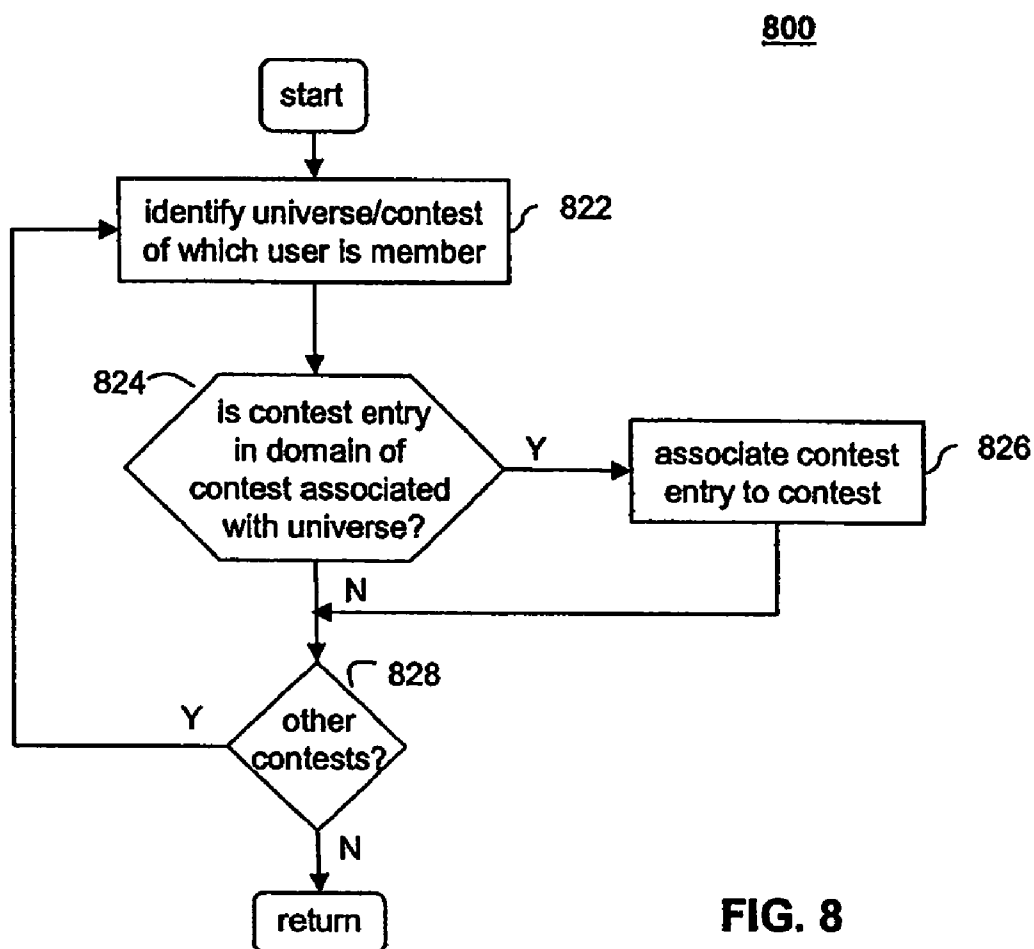 800
start
identify universe/contest
of which user is member
822
824
is contest entry
in domain of
contest associated
with universe?
Y
associate contest
entry to contest
826
N
828
Y
other
contests?
N
return
FIG. 8